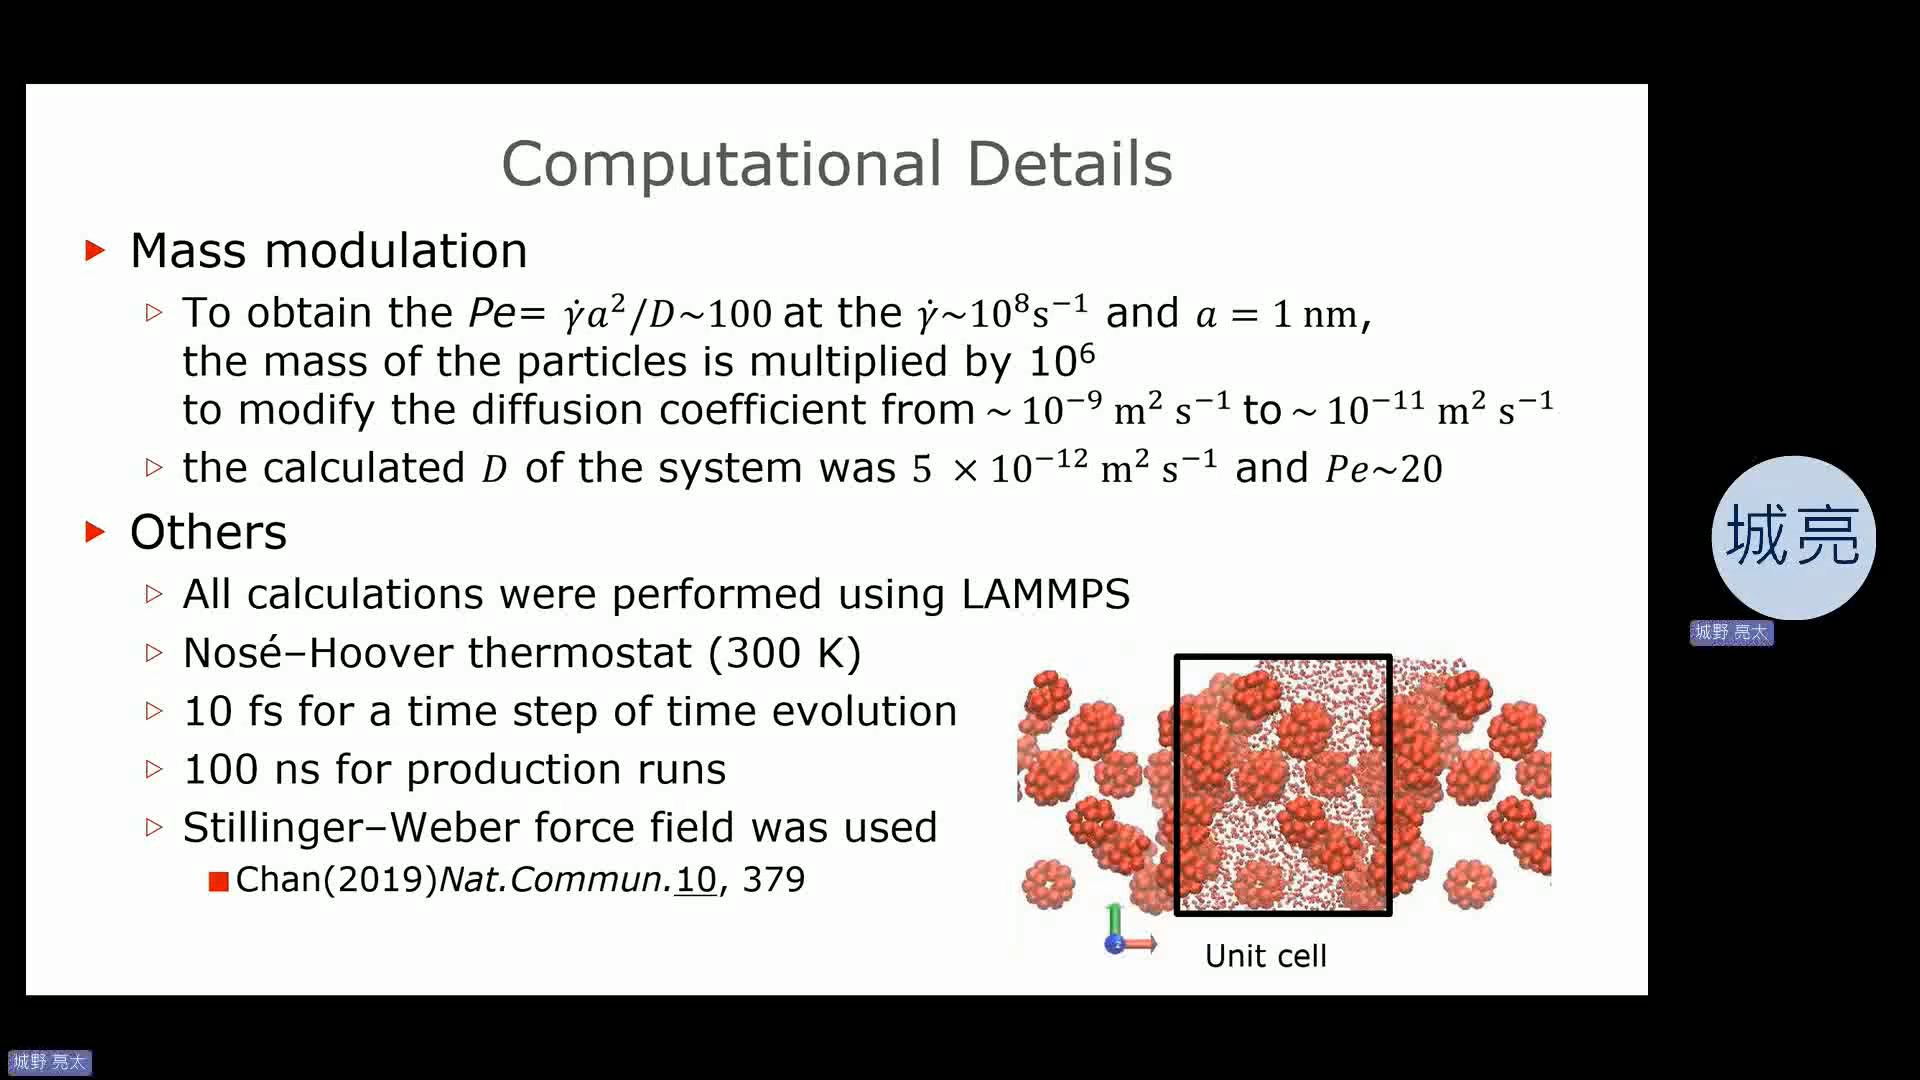 Computational Details
Mass modulation
To obtain the Pe= γ̇a²/D~100 at the γ̇~10⁸s⁻¹ and a = 1 nm,
the mass of the particles is multiplied by 10⁶
to modify the diffusion coefficient from ~ 10⁻⁹ m² s⁻¹ to ~ 10⁻¹¹ m² s⁻¹
the calculated D of the system was 5 × 10⁻¹² m² s⁻¹ and Pe~20
Others
All calculations were performed using LAMMPS
Nosé–Hoover thermostat (300 K)
10 fs for a time step of time evolution
100 ns for production runs
Stillinger–Weber force field was used
Chan(2019)Nat.Commun.10, 379
Unit cell
城亮
城野 亮太
城野 亮太